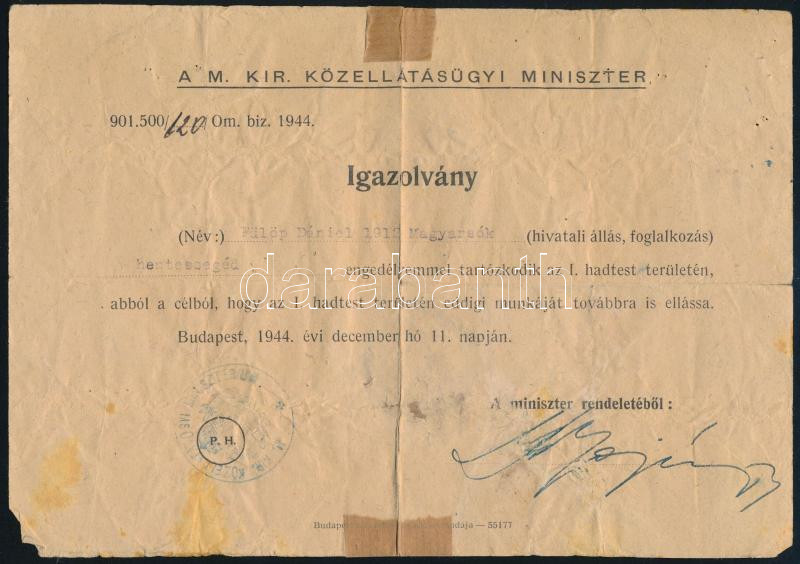 A M. KIR. KÖZELLÁTÁSÜGYI MINISZTER.
901.500/120/Om. biz. 1944.
Igazolvány
(Név:) Fülöp Dániel 1912 Magyarsók (hivatali állás, foglalkozás)
hentessegéd engedélyemmel tartózkodik az I. hadtest területén,
abból a célból, hogy az I. hadtest területén eddigi munkáját továbbra is ellássa.
Budapest, 1944. évi december hó 11. napján.
A miniszter rendeletéből:
P. H.
55177
darabanth